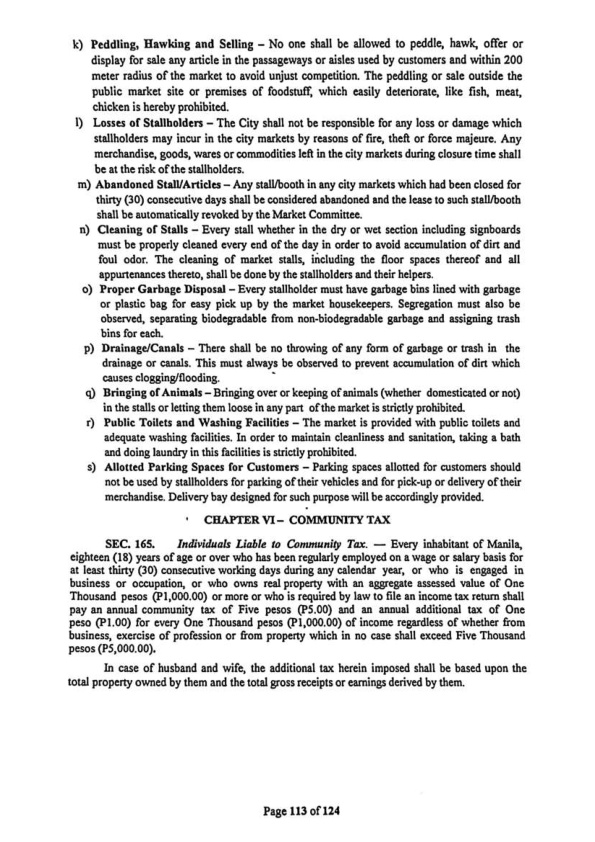 k) Peddling, Hawking and Selling – No one shall be allowed to peddle, hawk, offer or
display for sale any article in the passageways or aisles used by customers and within 200
meter radius of the market to avoid unjust competition. The peddling or sale outside the
public market site or premises of foodstuff, which easily deteriorate, like fish, meat,
chicken is hereby prohibited.
l) Losses of Stallholders – The City shall not be responsible for any loss or damage which
stallholders may incur in the city markets by reasons of fire, theft or force majeure. Any
merchandise, goods, wares or commodities left in the city markets during closure time shall
be at the risk of the stallholders.
m) Abandoned Stall/Articles – Any stall/booth in any city markets which had been closed for
thirty (30) consecutive days shall be considered abandoned and the lease to such stall/booth
shall be automatically revoked by the Market Committee.
n) Cleaning of Stalls – Every stall whether in the dry or wet section including signboards
must be properly cleaned every end of the day in order to avoid accumulation of dirt and
foul odor. The cleaning of market stalls, including the floor spaces thereof and all
appurtenances thereto, shall be done by the stallholders and their helpers.
o) Proper Garbage Disposal – Every stallholder must have garbage bins lined with garbage
or plastic bag for easy pick up by the market housekeepers. Segregation must also be
observed, separating biodegradable from non-biodegradable garbage and assigning trash
bins for each.
p) Drainage/Canals – There shall be no throwing of any form of garbage or trash in the
drainage or canals. This must always be observed to prevent accumulation of dirt which
causes clogging/flooding.
q) Bringing of Animals – Bringing over or keeping of animals (whether domesticated or not)
in the stalls or letting them loose in any part of the market is strictly prohibited.
r) Public Toilets and Washing Facilities – The market is provided with public toilets and
adequate washing facilities. In order to maintain cleanliness and sanitation, taking a bath
and doing laundry in this facilities is strictly prohibited.
s) Allotted Parking Spaces for Customers – Parking spaces allotted for customers should
not be used by stallholders for parking of their vehicles and for pick-up or delivery of their
merchandise. Delivery bay designed for such purpose will be accordingly provided.
CHAPTER VI – COMMUNITY TAX
SEC. 165. Individuals Liable to Community Tax. — Every inhabitant of Manila,
eighteen (18) years of age or over who has been regularly employed on a wage or salary basis for
at least thirty (30) consecutive working days during any calendar year, or who is engaged in
business or occupation, or who owns real property with an aggregate assessed value of One
Thousand pesos (₱1,000.00) or more or who is required by law to file an income tax return shall
pay an annual community tax of Five pesos (₱5.00) and an annual additional tax of One
peso (₱1.00) for every One Thousand pesos (₱1,000.00) of income regardless of whether from
business, exercise of profession or from property which in no case shall exceed Five Thousand
pesos (₱5,000.00).
In case of husband and wife, the additional tax herein imposed shall be based upon the
total property owned by them and the total gross receipts or earnings derived by them.
Page 113 of 124